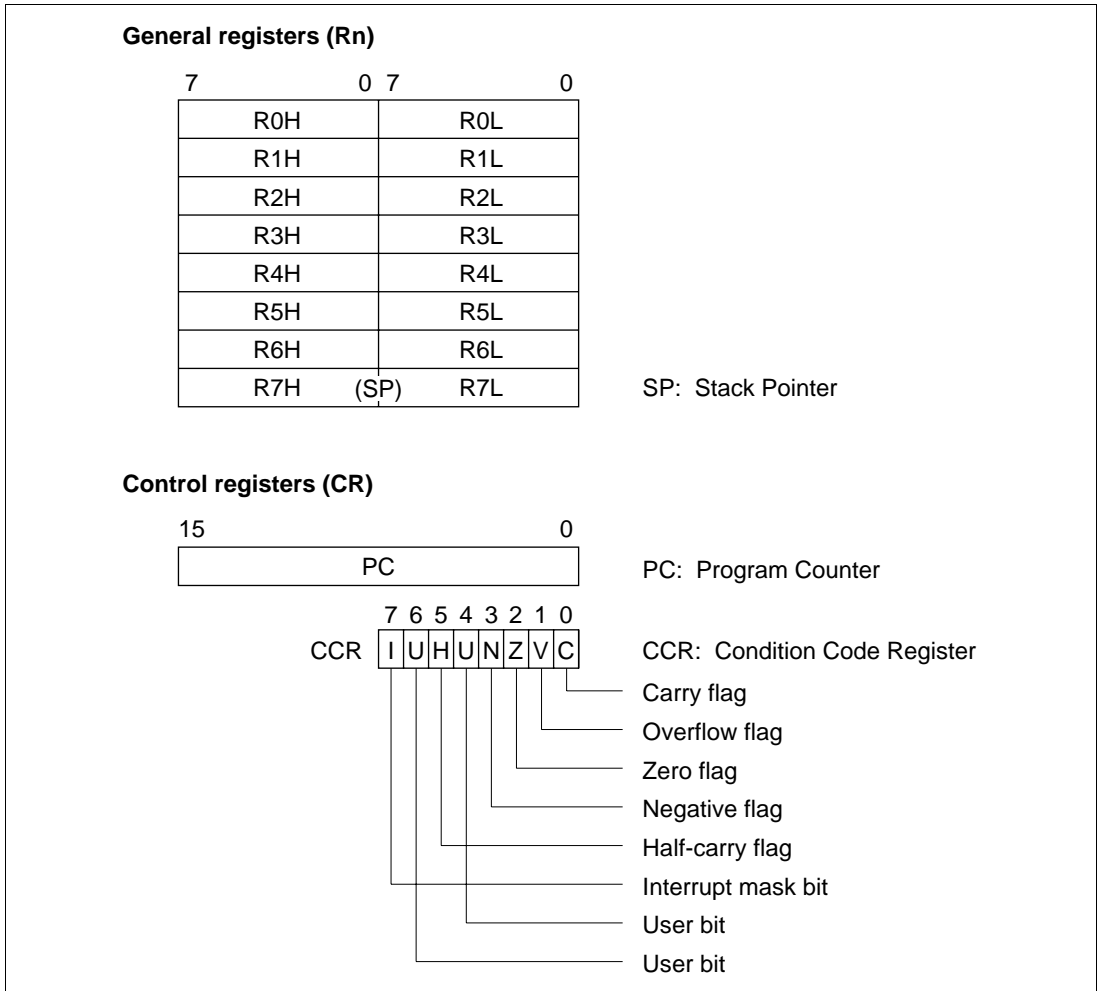 General registers (Rn)
7 0 7 0
R0H R0L
R1H R1L
R2H R2L
R3H R3L
R4H R4L
R5H R5L
R6H R6L
R7H (SP) R7L SP: Stack Pointer
Control registers (CR)
15 0
PC PC: Program Counter
7 6 5 4 3 2 1 0
CCR I U H U N Z V C CCR: Condition Code Register
Carry flag
Overflow flag
Zero flag
Negative flag
Half-carry flag
Interrupt mask bit
User bit
User bit